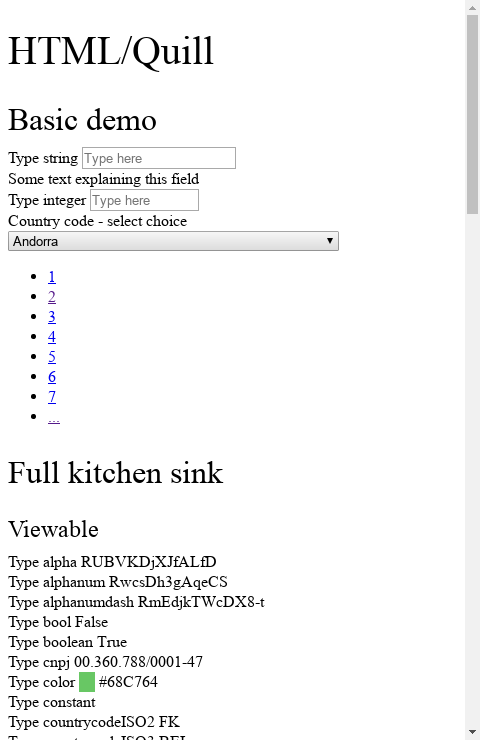 HTML/Quill
Basic demo
Type string Type here
Some text explaining this field
Type integer Type here
Country code - select choice
Andorra
1
2
3
4
5
6
7
...
Full kitchen sink
Viewable
Type alpha RUBVKDjXJfALfD
Type alphanum RwcsDh3gAqeCS
Type alphanumdash RmEdjkTWcDX8-t
Type bool False
Type boolean True
Type cnpj 00.360.788/0001-47
Type color #68C764
Type constant
Type countrycodeISO2 FK